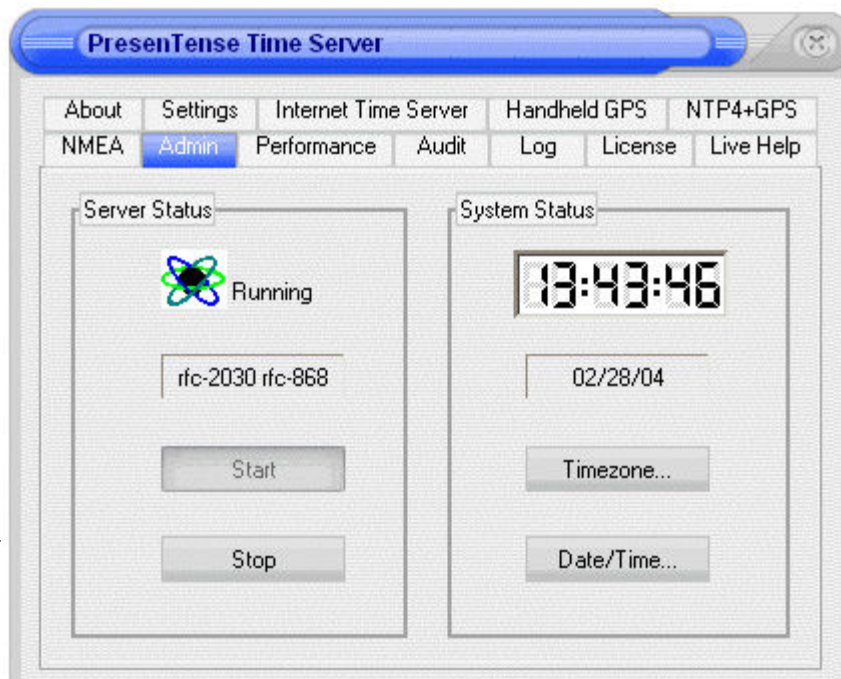 PresenTense Time Server
About Settings Internet Time Server Handheld GPS NTP4+GPS
NMEA Admin Performance Audit Log License Live Help
Server Status
Running
rfc-2030 rfc-868
Start
Stop
System Status
13:43:46
02/28/04
Timezone...
Date/Time...